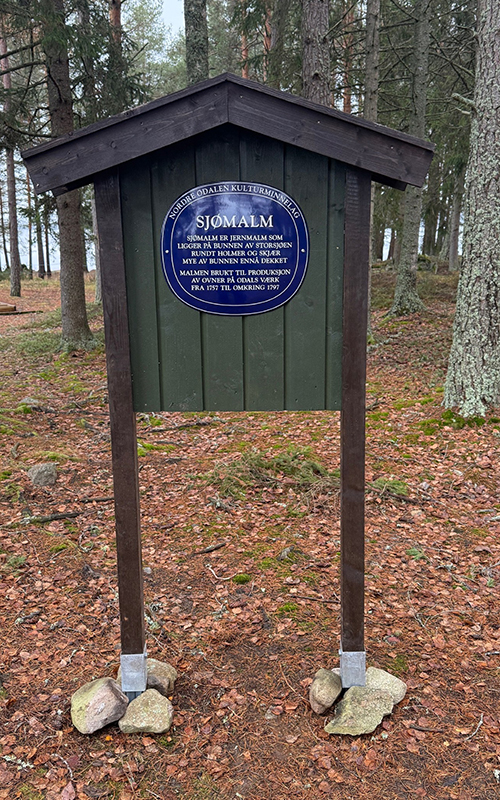 NORDRE ODALEN KULTURMINNELAG
SJØMALM
SJØMALM ER JERNMALM SOM
LIGGER PÅ BUNNEN AV STORSJØEN
RUNDT HOLMER OG SKJÆR
MYE AV BUNNEN ENNÅ DEKKET
MALMEN BRUKT TIL PRODUKSJON
AV OVNER PÅ ODALS VÆRK
FRA 1757 TIL OMKRING 1797